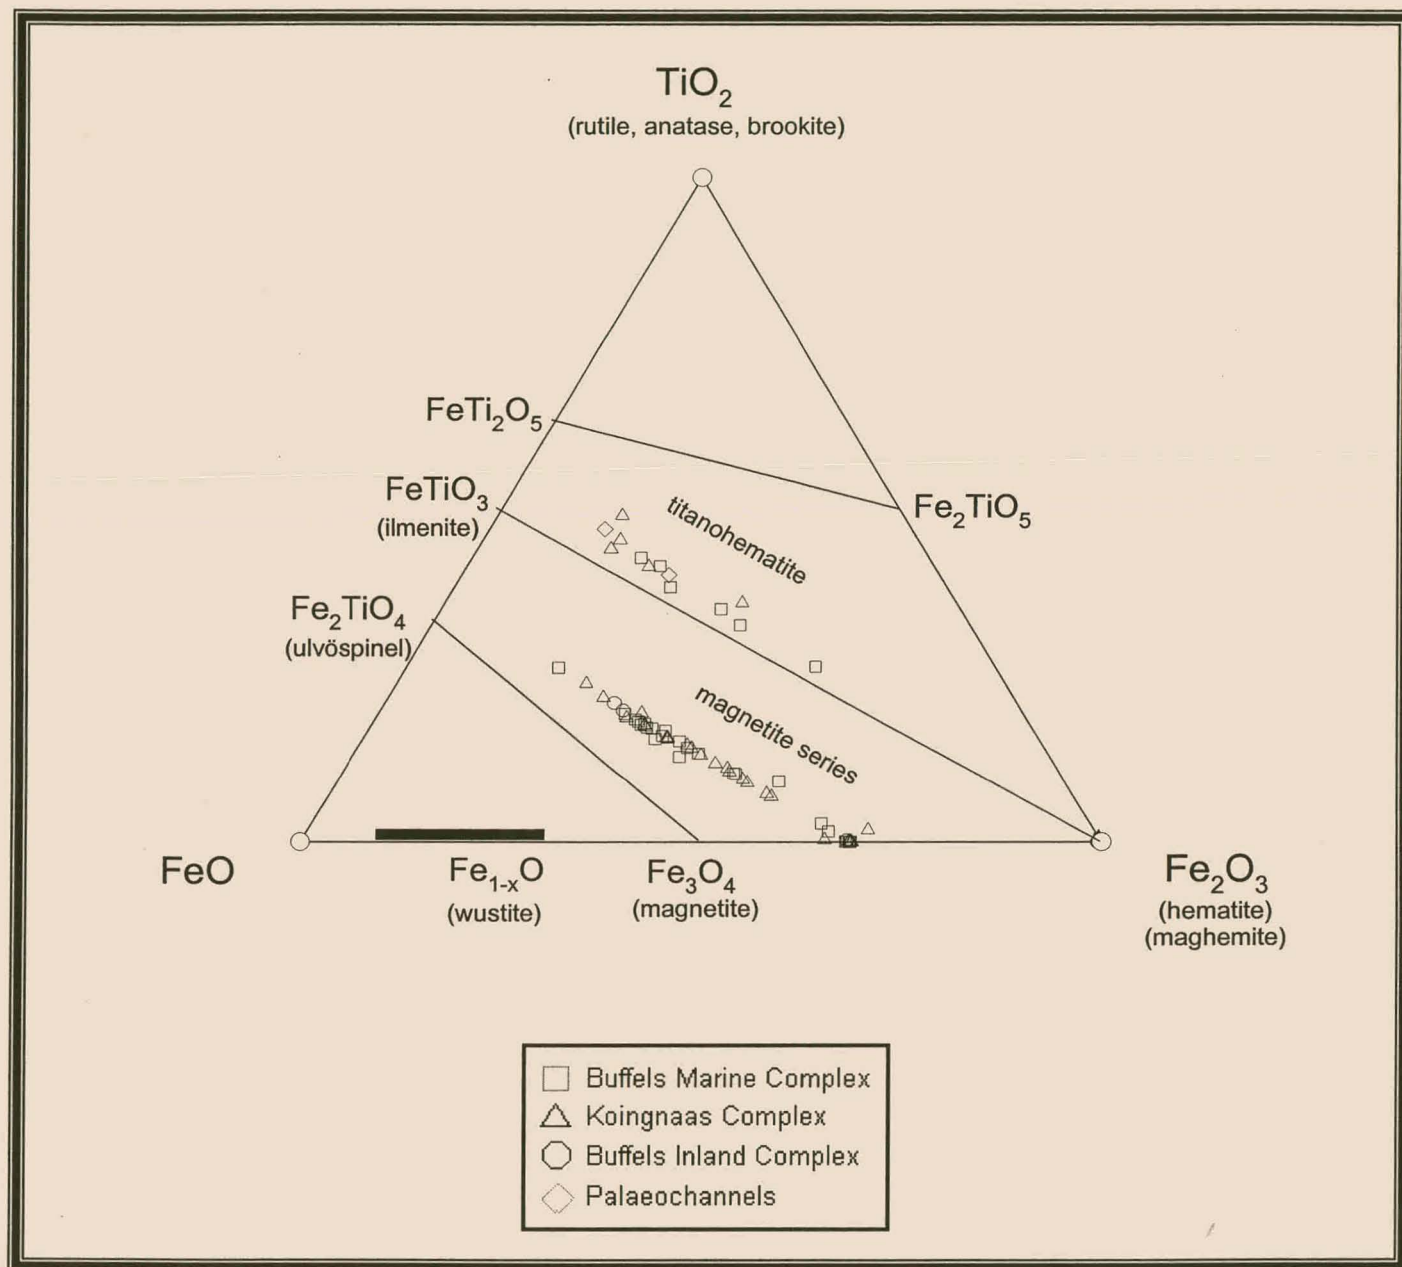 TiO₂
(rutile, anatase, brookite)
FeTi₂O₅
FeTiO₃
(ilmenite)
titanohematite
Fe₂TiO₅
Fe₂TiO₄
(ulvöspinel)
magnetite series
FeO
Fe₁₋ₓO
(wustite)
Fe₃O₄
(magnetite)
Fe₂O₃
(hematite)
(maghemite)
Buffels Marine Complex
Koingnaas Complex
Buffels Inland Complex
Palaeochannels